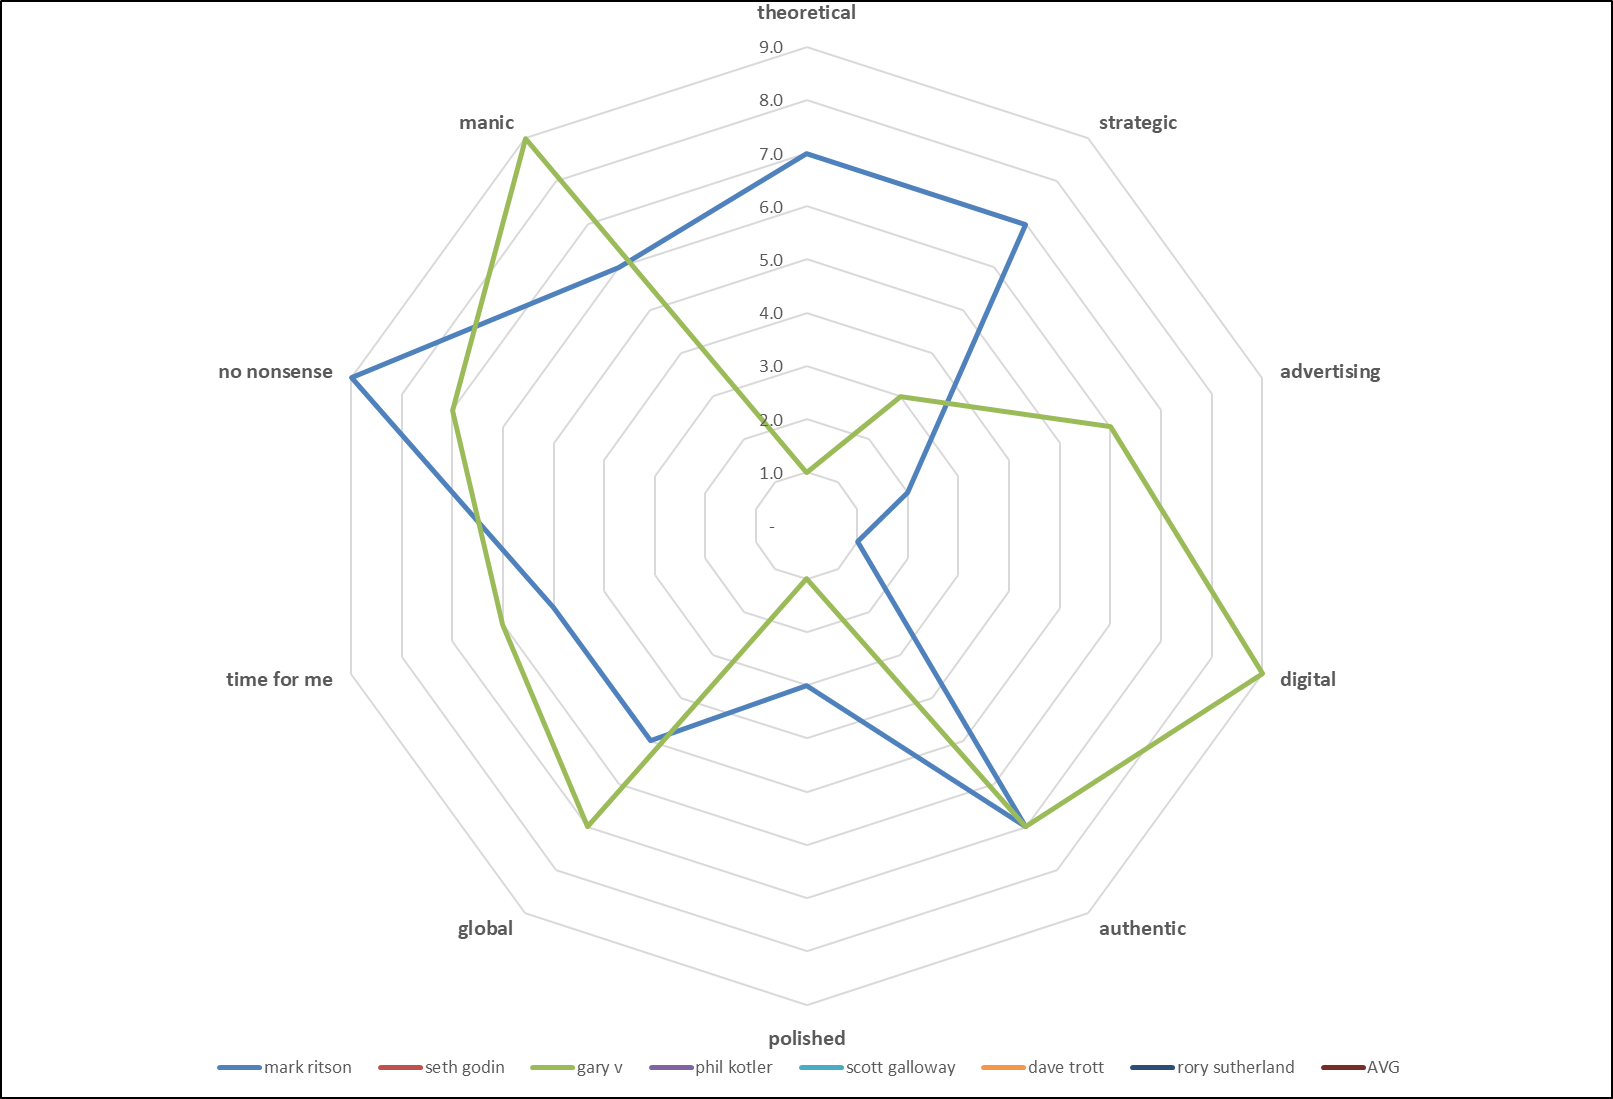 theoretical
9.0
manic
strategic
8.0
7.0
6.0
5.0
4.0
no nonsense
advertising
3.0
2.0
1.0
-
time for me
digital
global
authentic
polished
mark ritson seth godin gary v phil kotler scott galloway dave trott rory sutherland AVG